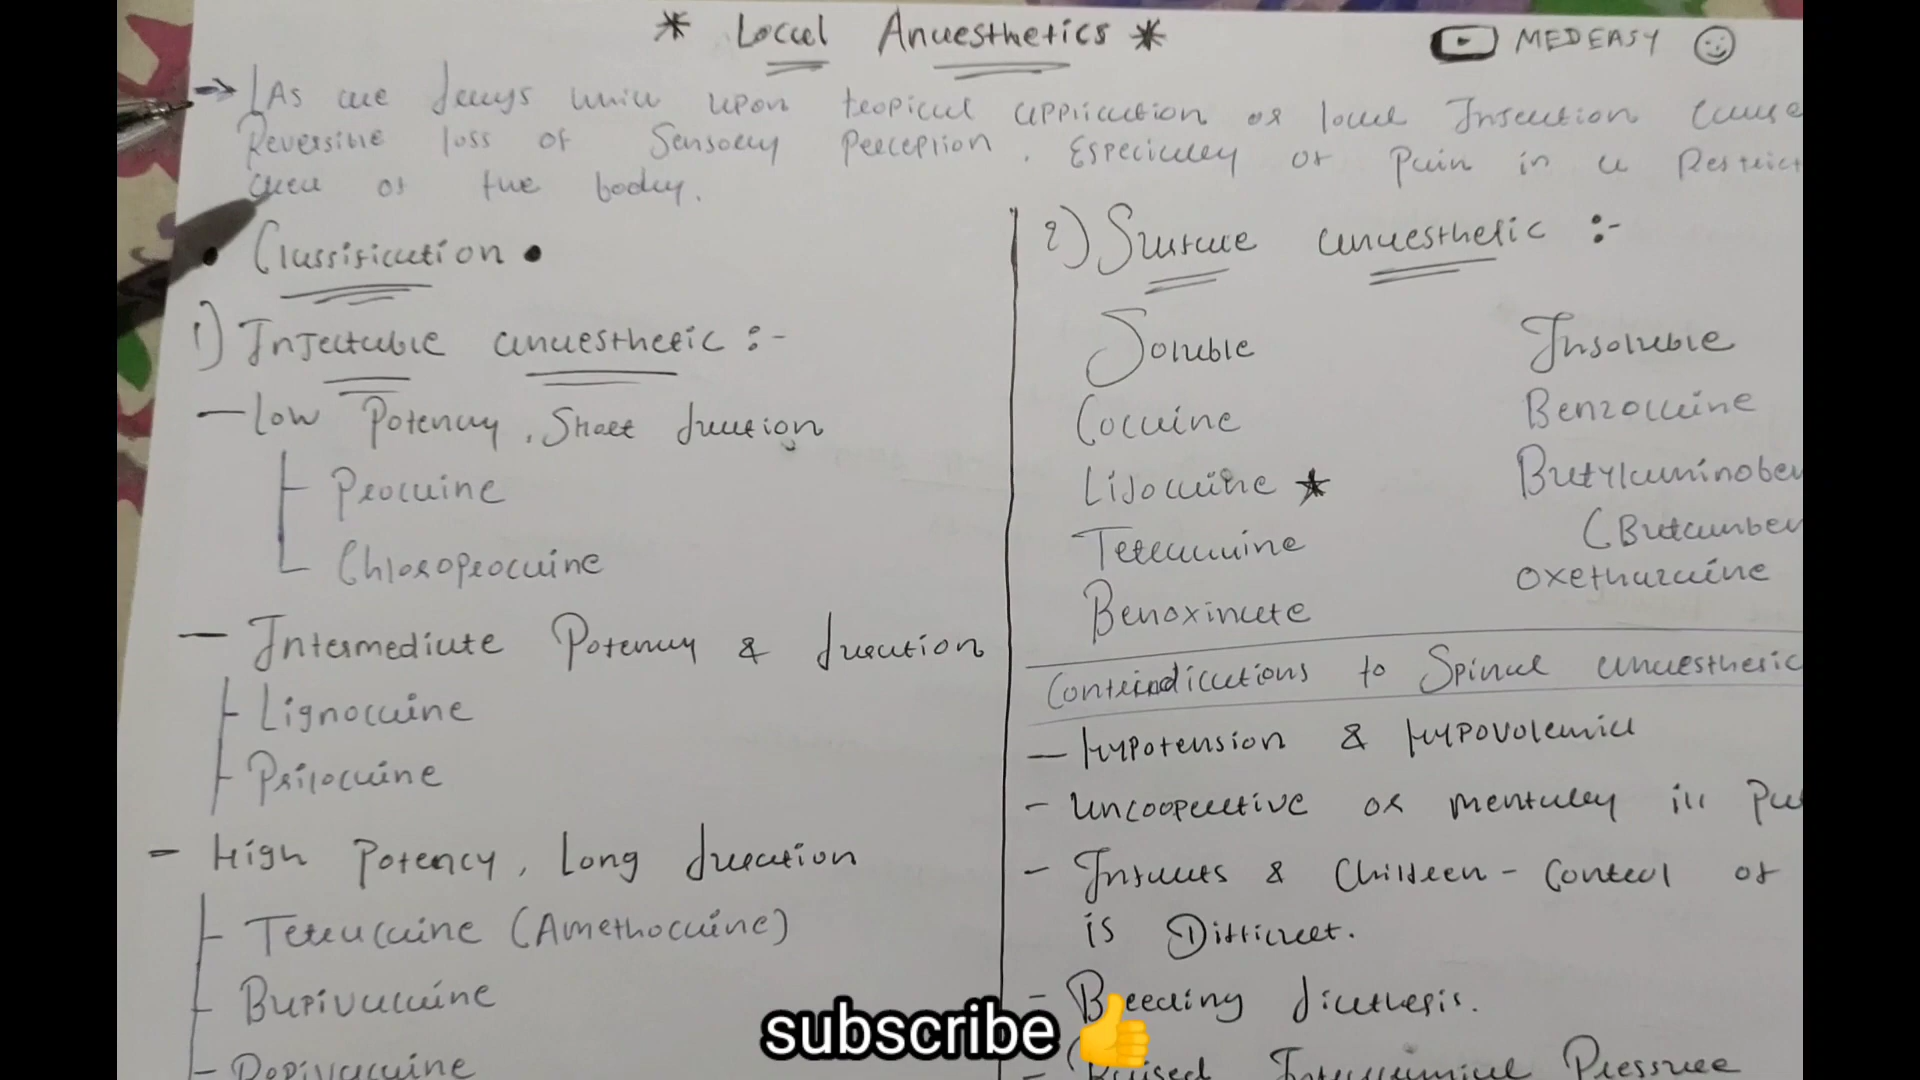 * Local Anaesthetics *
MEDEASY
→ LAs are drugs which upon topical application or local Injection cause
Reversible loss of Sensory Perception, Especially of Pain in a Restrict
area of the body.
• Classification •
1) Injectable anaesthetic :-
— low Potency, Short duration
Procaine
Chloroprocaine
— Intermediate Potency & duration
Lignocaine
Prilocaine
— High Potency, Long duration
Tetracaine (Amethocaine)
Bupivacaine
Ropivacaine
2) Surface anaesthetic :-
Soluble Insoluble
Cocaine Benzocaine
Lidocaine ★ Butylaminoben
Tetracaine (Butamben
Benoxinate Oxethazaine
Contraindications to Spinal anaesthesia
— Hypotension & Hypovolemia
- Uncooperative or mentally ill Pa
- Infants & Children - Control of
is Difficult.
- Bleeding diathesis.
- Raised Intracranial Pressure
subscribe 👍